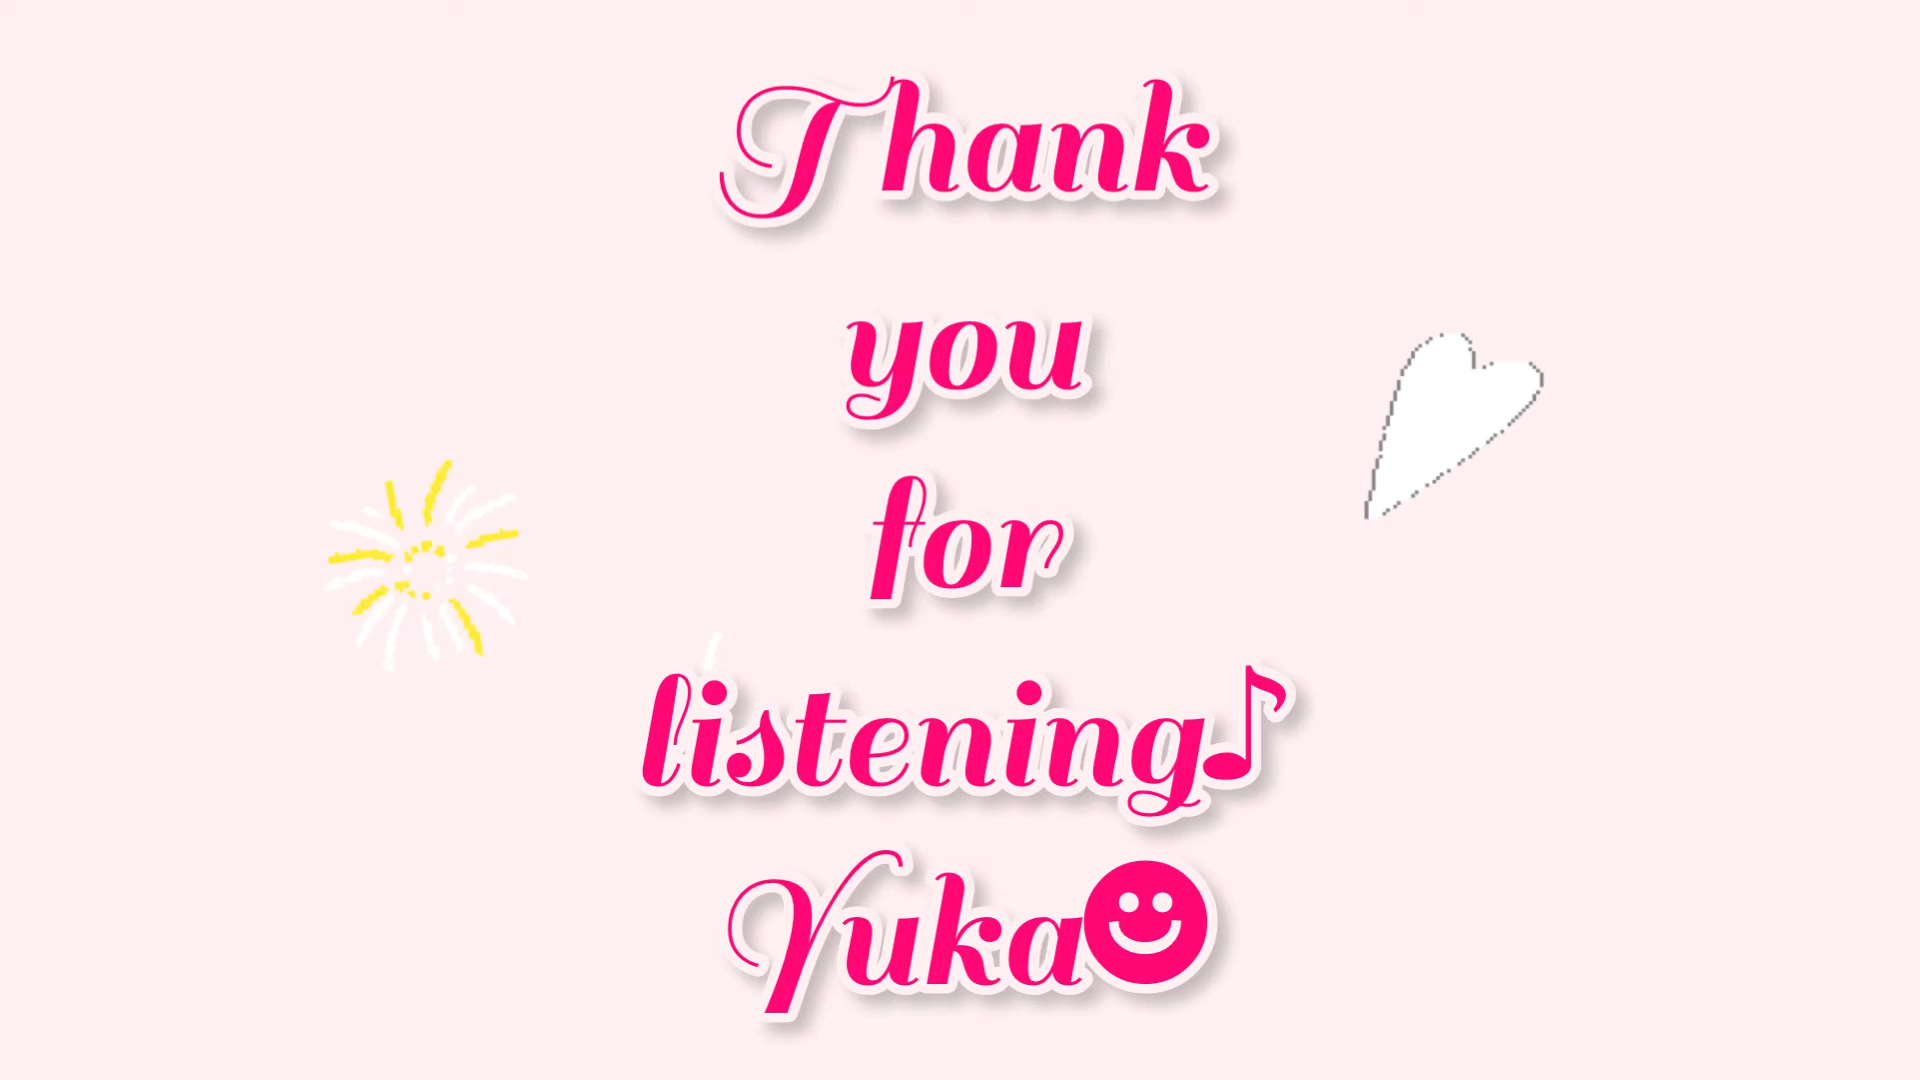 Thank
you
for
listening♪
Yuka☻